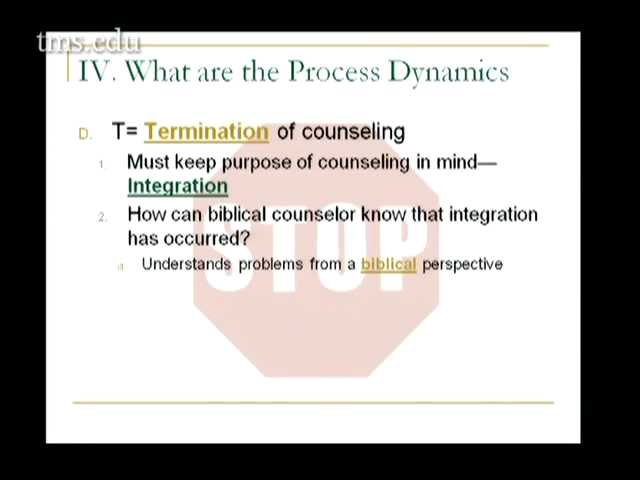 tms.edu
IV. What are the Process Dynamics
D. T= Termination of counseling
1. Must keep purpose of counseling in mind—
Integration
2. How can biblical counselor know that integration
has occurred?
a. Understands problems from a biblical perspective
STOP